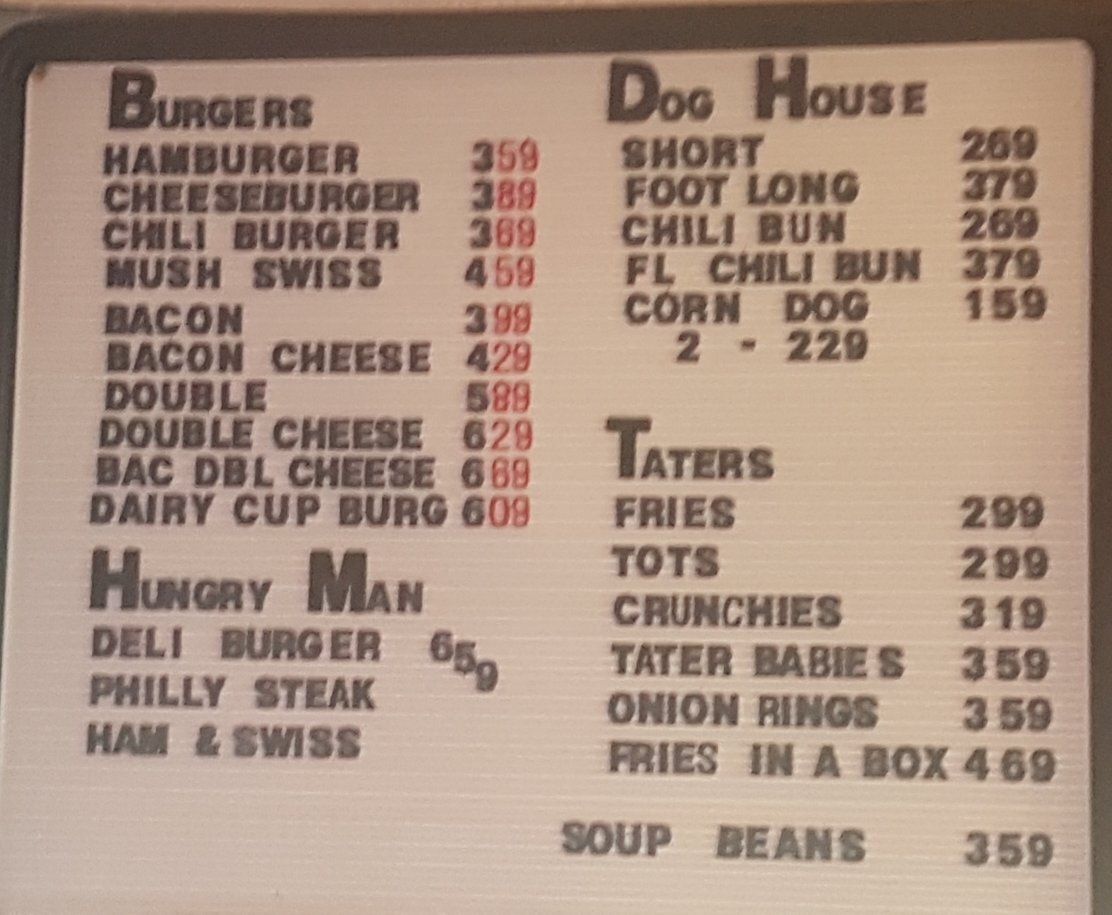 BURGERS
HAMBURGER 359
CHEESEBURGER 389
CHILI BURGER 369
MUSH SWISS 459
BACON 399
BACON CHEESE 429
DOUBLE 589
DOUBLE CHEESE 629
BAC DBL CHEESE 669
DAIRY CUP BURG 609
HUNGRY MAN
DELI BURGER 659
PHILLY STEAK
HAM & SWISS
DOG HOUSE
SHORT 269
FOOT LONG 379
CHILI BUN 269
FL CHILI BUN 379
CORN DOG 159
2 - 229
TATERS
FRIES 299
TOTS 299
CRUNCHIES 319
TATER BABIES 359
ONION RINGS 359
FRIES IN A BOX 469
SOUP BEANS 359